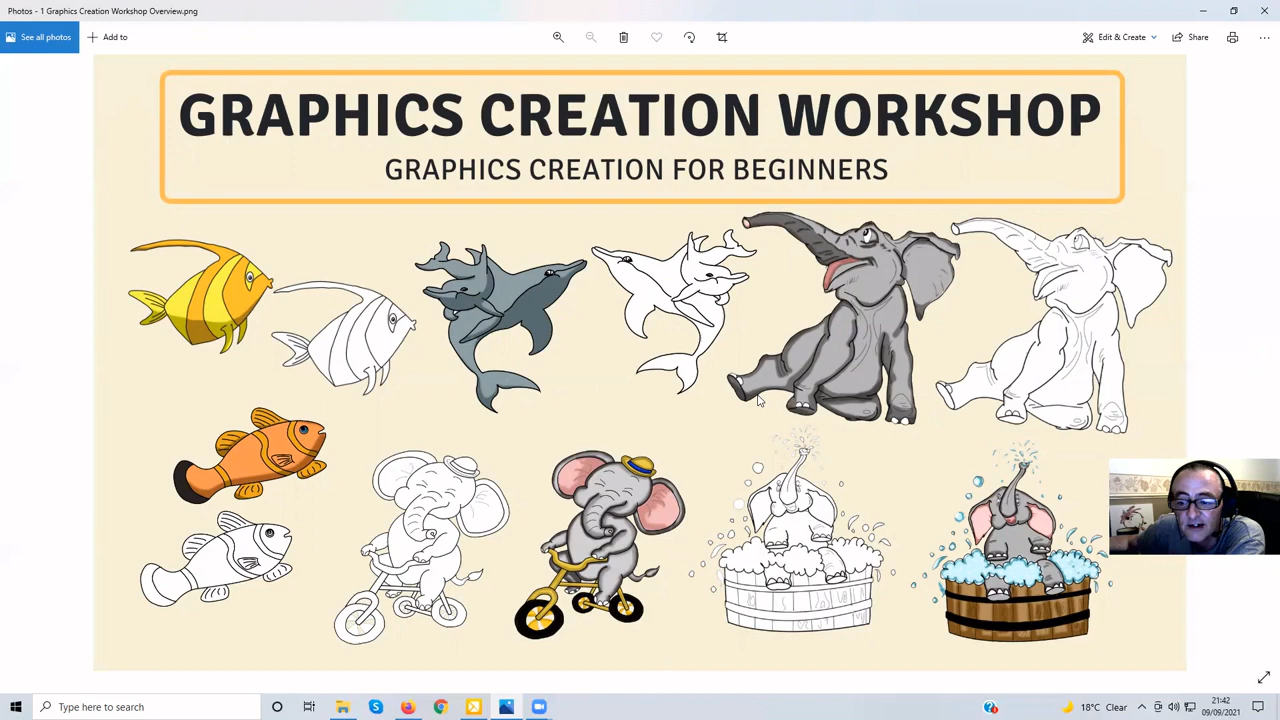 Photos - 1 Graphics Creation Workshop Overview.png
See all photos
Add to
Edit & Create
Share
GRAPHICS CREATION WORKSHOP
GRAPHICS CREATION FOR BEGINNERS
Type here to search
18°C Clear
21:42
09/09/2021